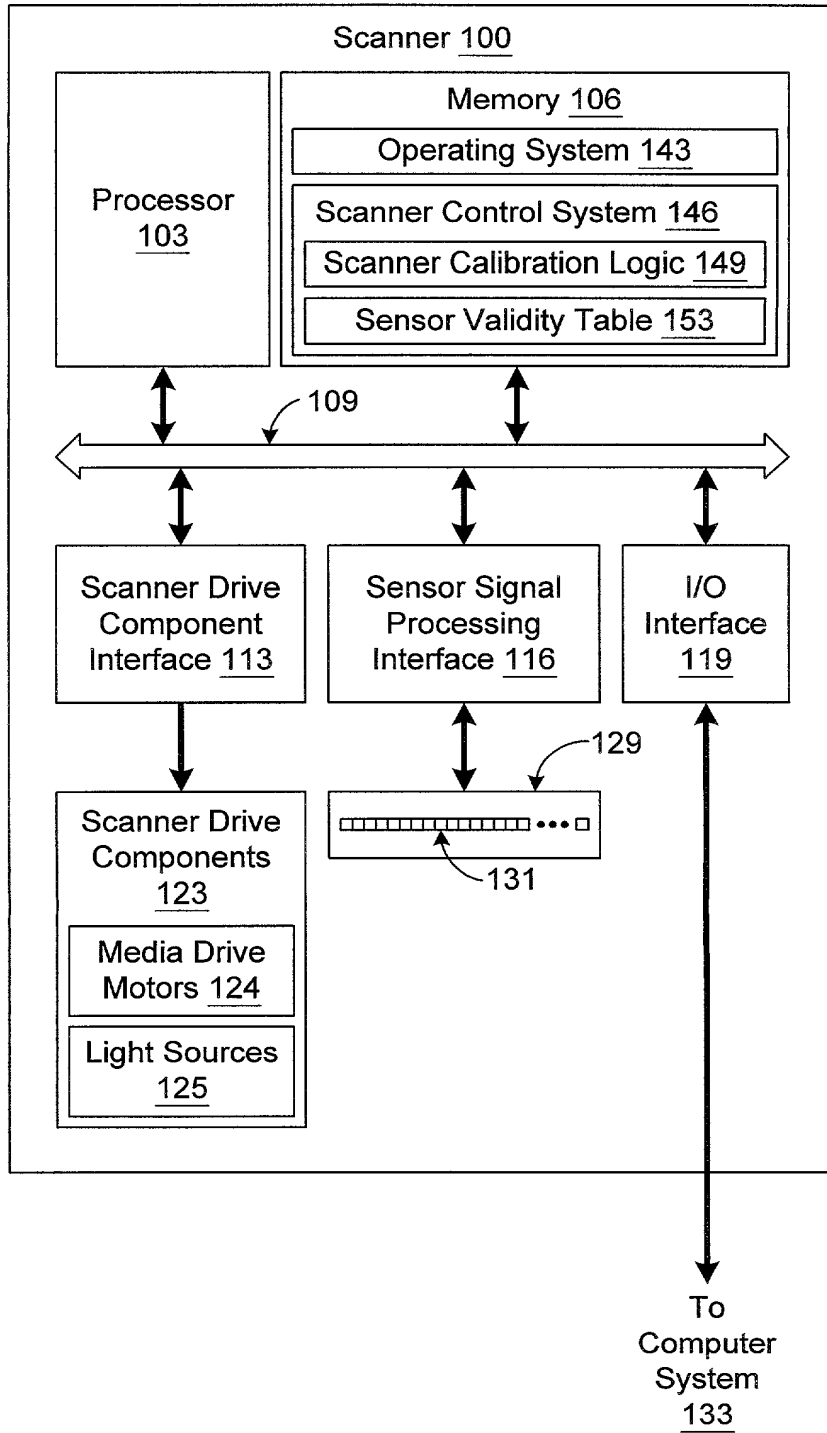 Scanner 100
Processor
103
Memory 106
Operating System 143
Scanner Control System 146
Scanner Calibration Logic 149
Sensor Validity Table 153
109
Scanner Drive
Component
Interface 113
Sensor Signal
Processing
Interface 116
I/O
Interface
119
129
131
Scanner Drive
Components
123
Media Drive
Motors 124
Light Sources
125
To
Computer
System
133